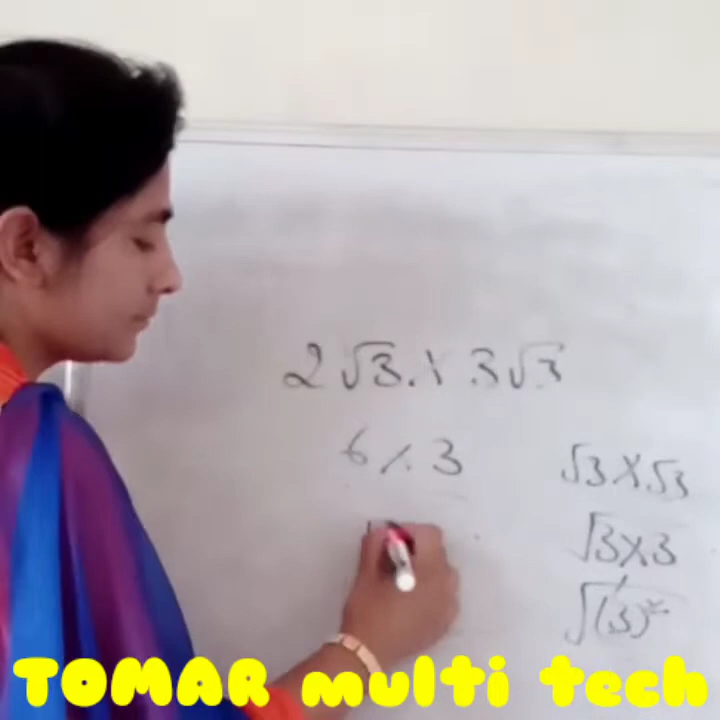 2√3 × 3√3
6 × 3
√3 × √3
√3×3
√(3)²
TOMAR multi tech